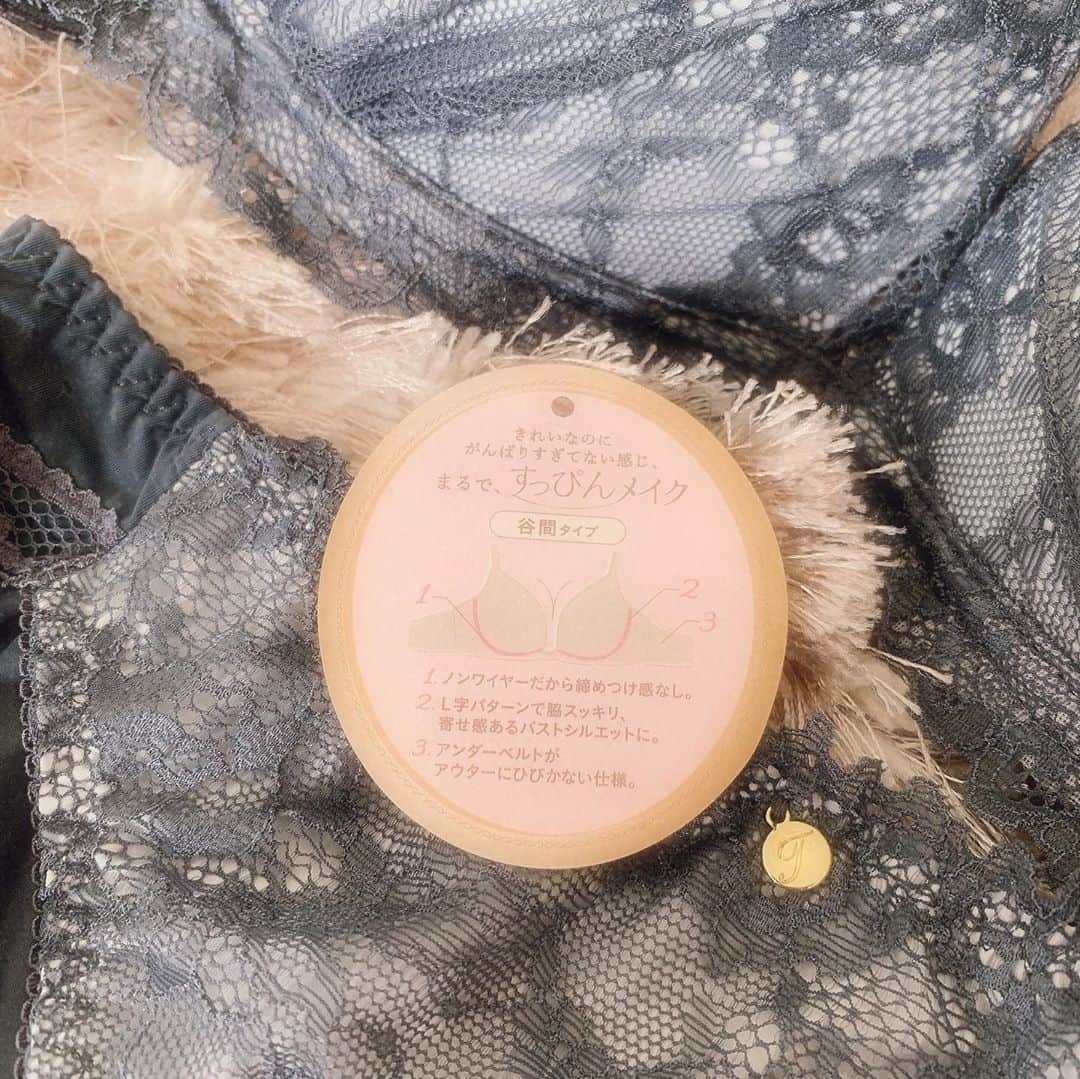 きれいなのに
がんばりすぎてない感じ、
まるで、すっぴんメイク
谷間タイプ
1
2
3
1. ノンワイヤーだから締めつけ感なし。
2. L字パターンで脇スッキリ、
寄せ感あるバストシルエットに。
3. アンダーベルトが
アウターにひびかない仕様。
T